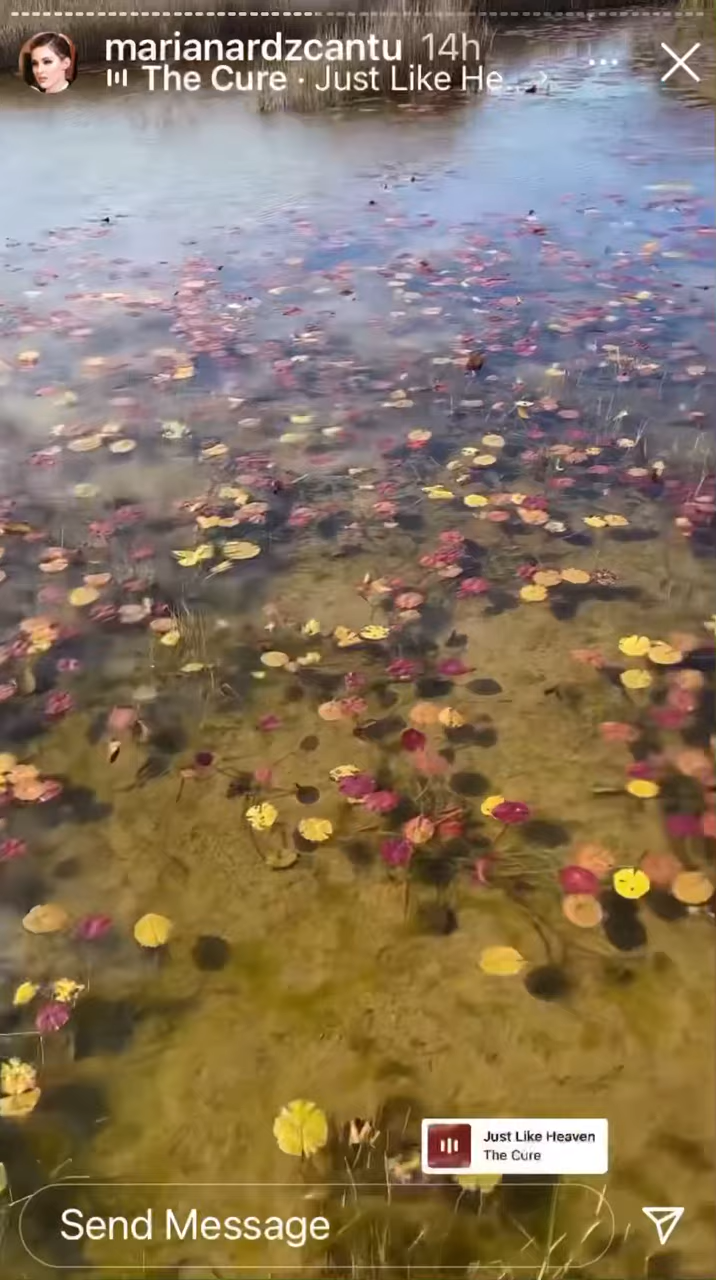 marianardzcantu 14h
The Cure · Just Like He...
Just Like Heaven
The Cure
Send Message